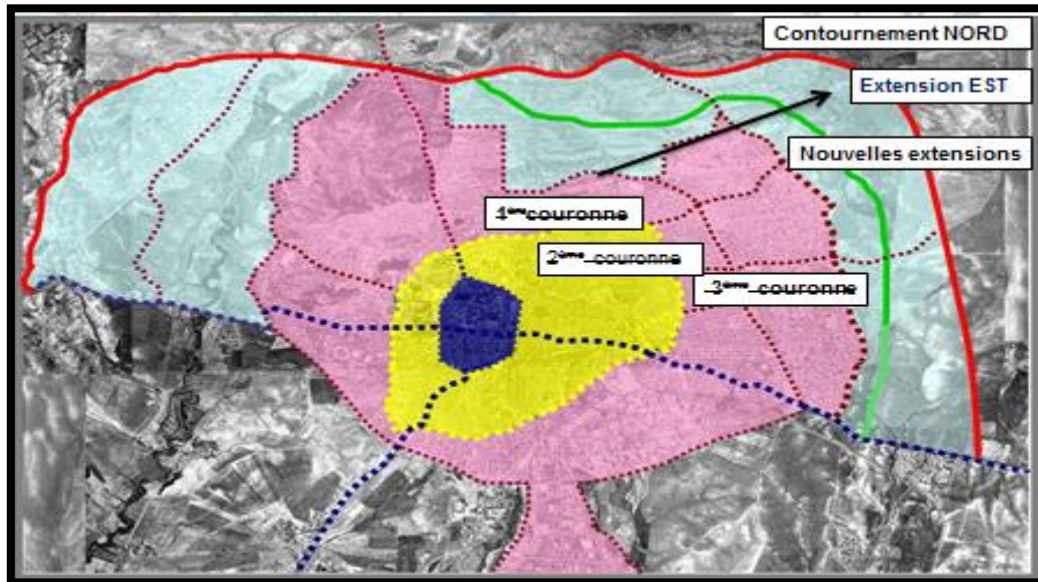 Contournement NORD
Extension EST
Nouvelles extensions
1ère couronne
2ème couronne
3ème couronne